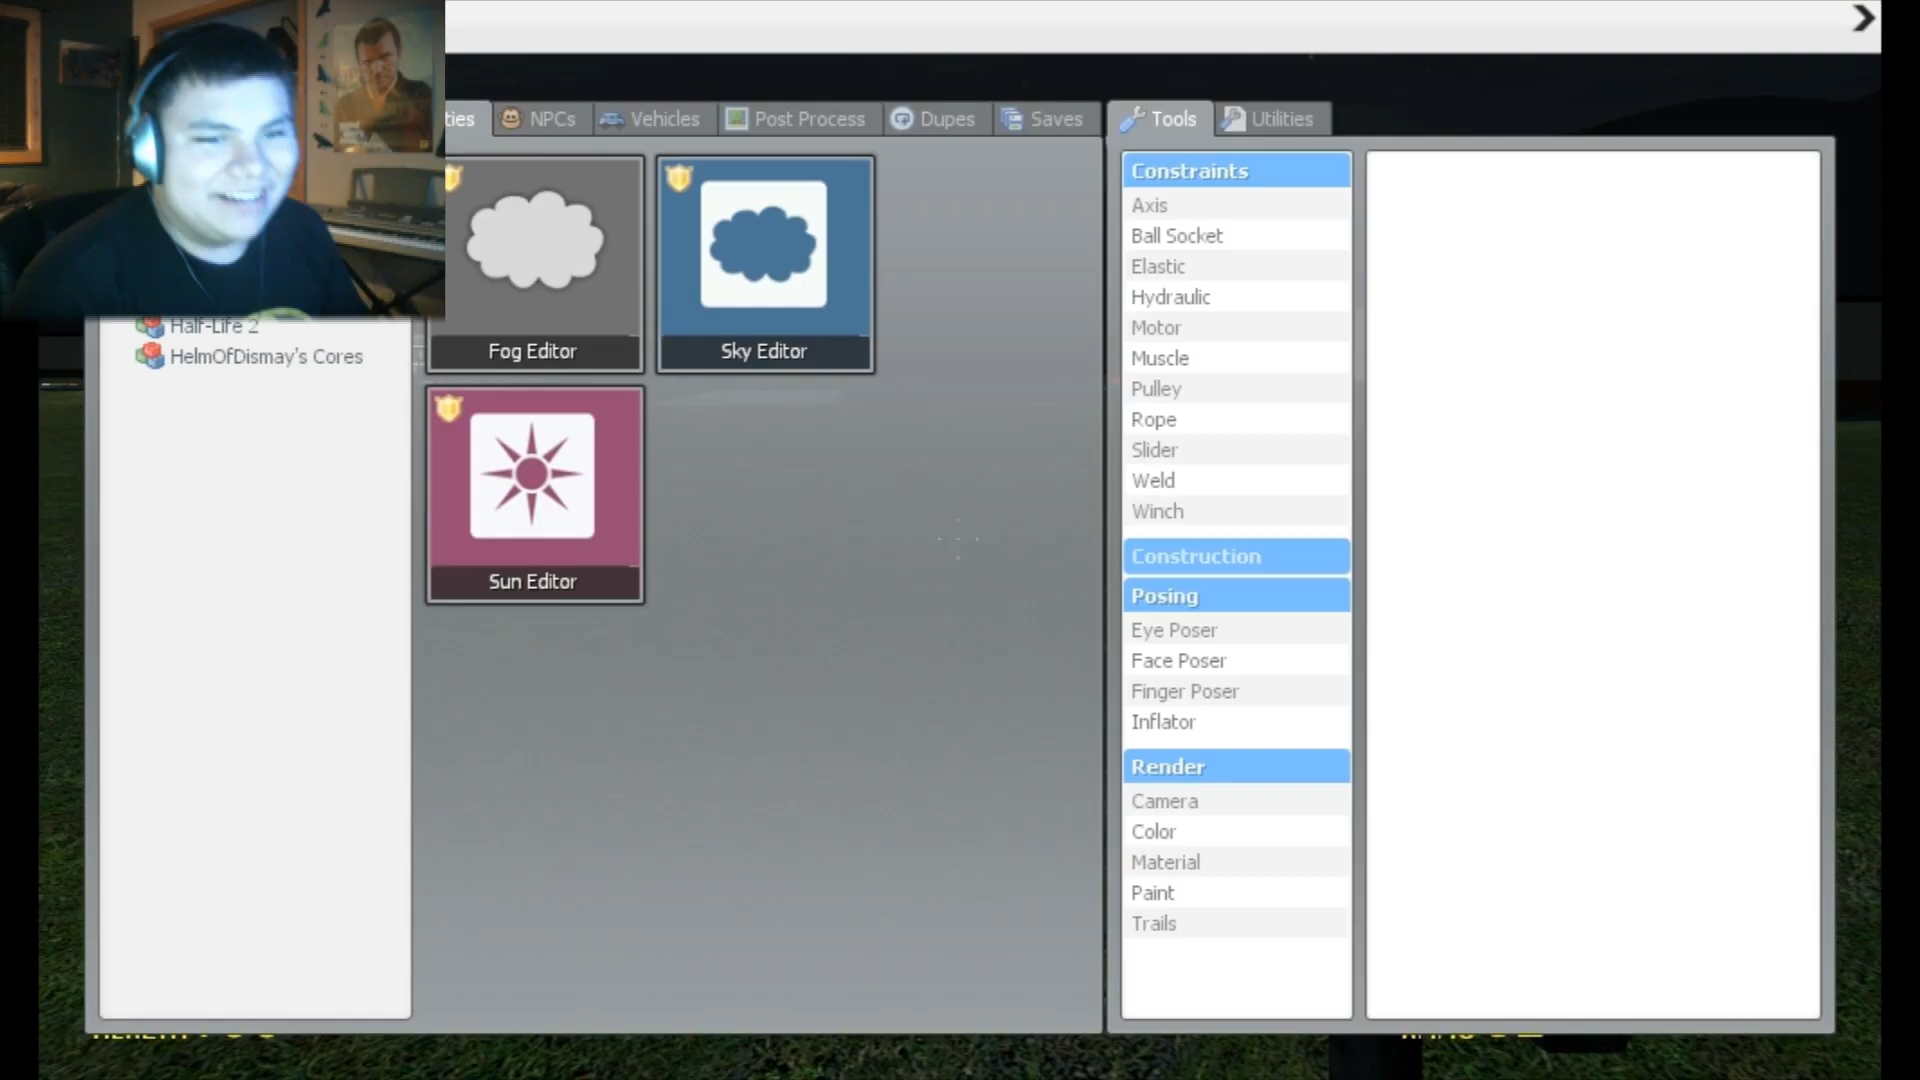 ties NPCs Vehicles Post Process Dupes Saves Tools Utilities
Half-Life 2
HelmOfDismay's Cores
Fog Editor
Sky Editor
Sun Editor
Constraints
Axis
Ball Socket
Elastic
Hydraulic
Motor
Muscle
Pulley
Rope
Slider
Weld
Winch
Construction
Posing
Eye Poser
Face Poser
Finger Poser
Inflator
Render
Camera
Color
Material
Paint
Trails